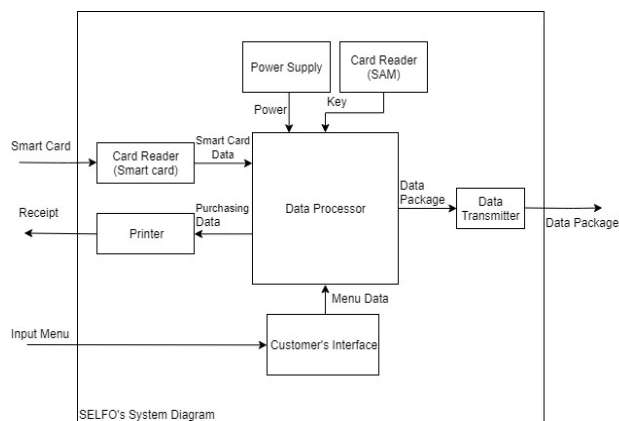 Power Supply
Card Reader
(SAM)
Power
Key
Smart Card
Card Reader
(Smart card)
Smart Card
Data
Data Processor
Data
Package
Data
Transmitter
Data Package
Receipt
Printer
Purchasing
Data
Menu Data
Input Menu
Customer's Interface
SELFO's System Diagram